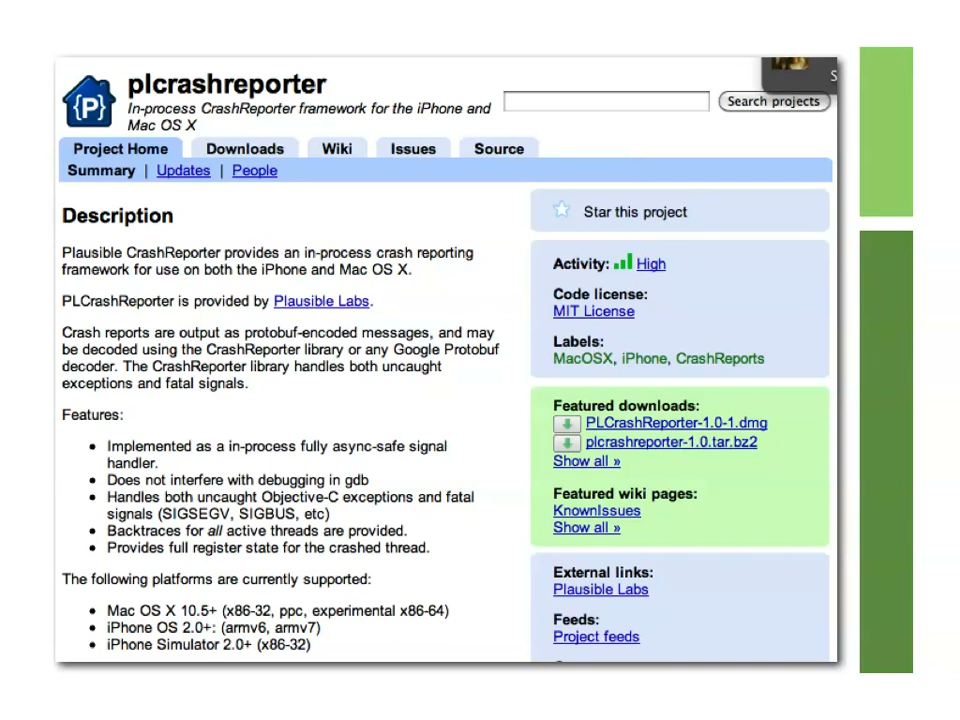 plcrashreporter
In-process CrashReporter framework for the iPhone and
Mac OS X
Search projects
S
Project Home Downloads Wiki Issues Source
Summary | Updates | People
Description
Plausible CrashReporter provides an in-process crash reporting
framework for use on both the iPhone and Mac OS X.
PLCrashReporter is provided by Plausible Labs.
Crash reports are output as protobuf-encoded messages, and may
be decoded using the CrashReporter library or any Google Protobuf
decoder. The CrashReporter library handles both uncaught
exceptions and fatal signals.
Features:
• Implemented as a in-process fully async-safe signal
handler.
• Does not interfere with debugging in gdb
• Handles both uncaught Objective-C exceptions and fatal
signals (SIGSEGV, SIGBUS, etc)
• Backtraces for all active threads are provided.
• Provides full register state for the crashed thread.
The following platforms are currently supported:
• Mac OS X 10.5+ (x86-32, ppc, experimental x86-64)
• iPhone OS 2.0+: (armv6, armv7)
• iPhone Simulator 2.0+ (x86-32)
Star this project
Activity: High
Code license:
MIT License
Labels:
MacOSX, iPhone, CrashReports
Featured downloads:
PLCrashReporter-1.0-1.dmg
plcrashreporter-1.0.tar.bz2
Show all »
Featured wiki pages:
KnownIssues
Show all »
External links:
Plausible Labs
Feeds:
Project feeds